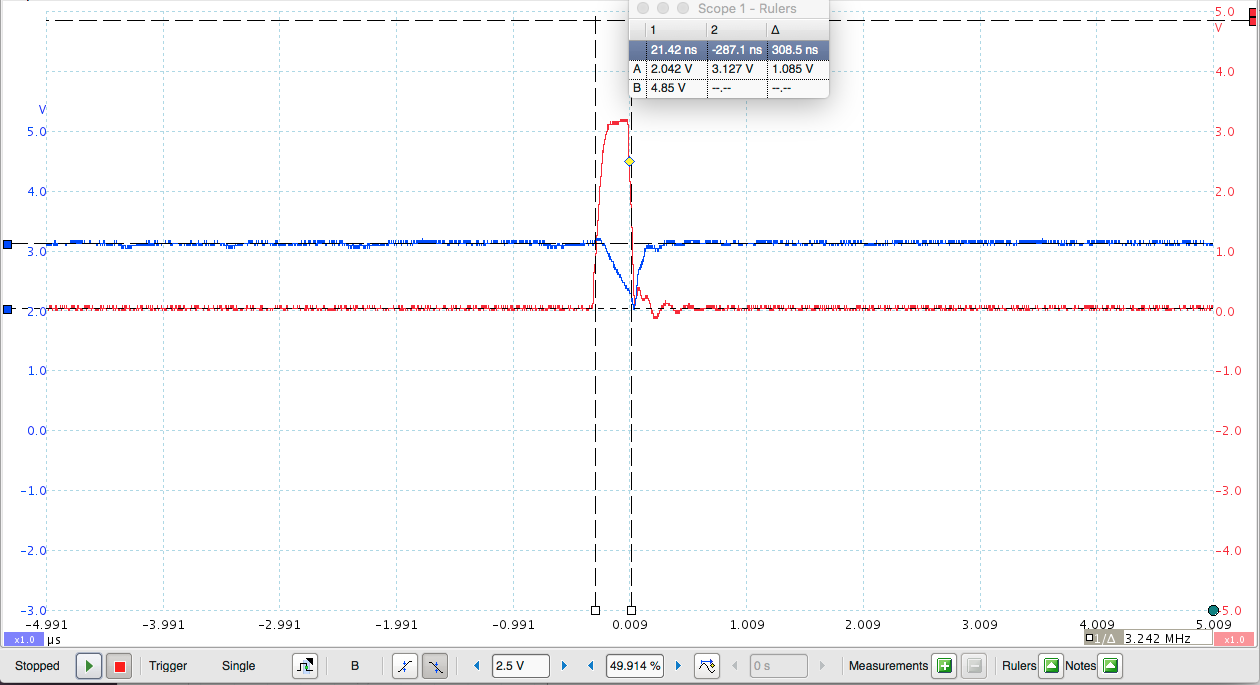 Scope 1 - Rulers
1 2 Δ
21.42 ns -287.1 ns 308.5 ns
A 2.042 V 3.127 V 1.085 V
B 4.85 V --.-- --.--
V
5.0
4.0
3.0
2.0
1.0
0.0
-1.0
-2.0
-3.0
5.0
V
4.0
3.0
2.0
1.0
0.0
-1.0
-2.0
-3.0
-4.0
-5.0
-4.991 -3.991 -2.991 -1.991 -0.991 0.009 1.009 2.009 3.009 4.009 5.009
x1.0 µs 1/Δ 3.242 MHz x1.0
Stopped Trigger Single B 2.5 V 49.914 % 0 s Measurements Rulers Notes